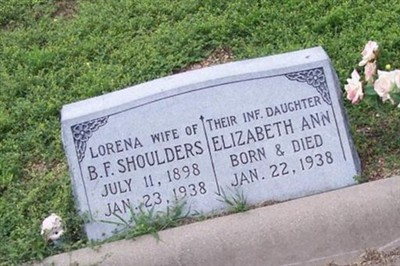 LORENA WIFE OF
B.F. SHOULDERS
JULY 11, 1898
JAN. 23, 1938
THEIR INF. DAUGHTER
ELIZABETH ANN
BORN & DIED
JAN. 22, 1938